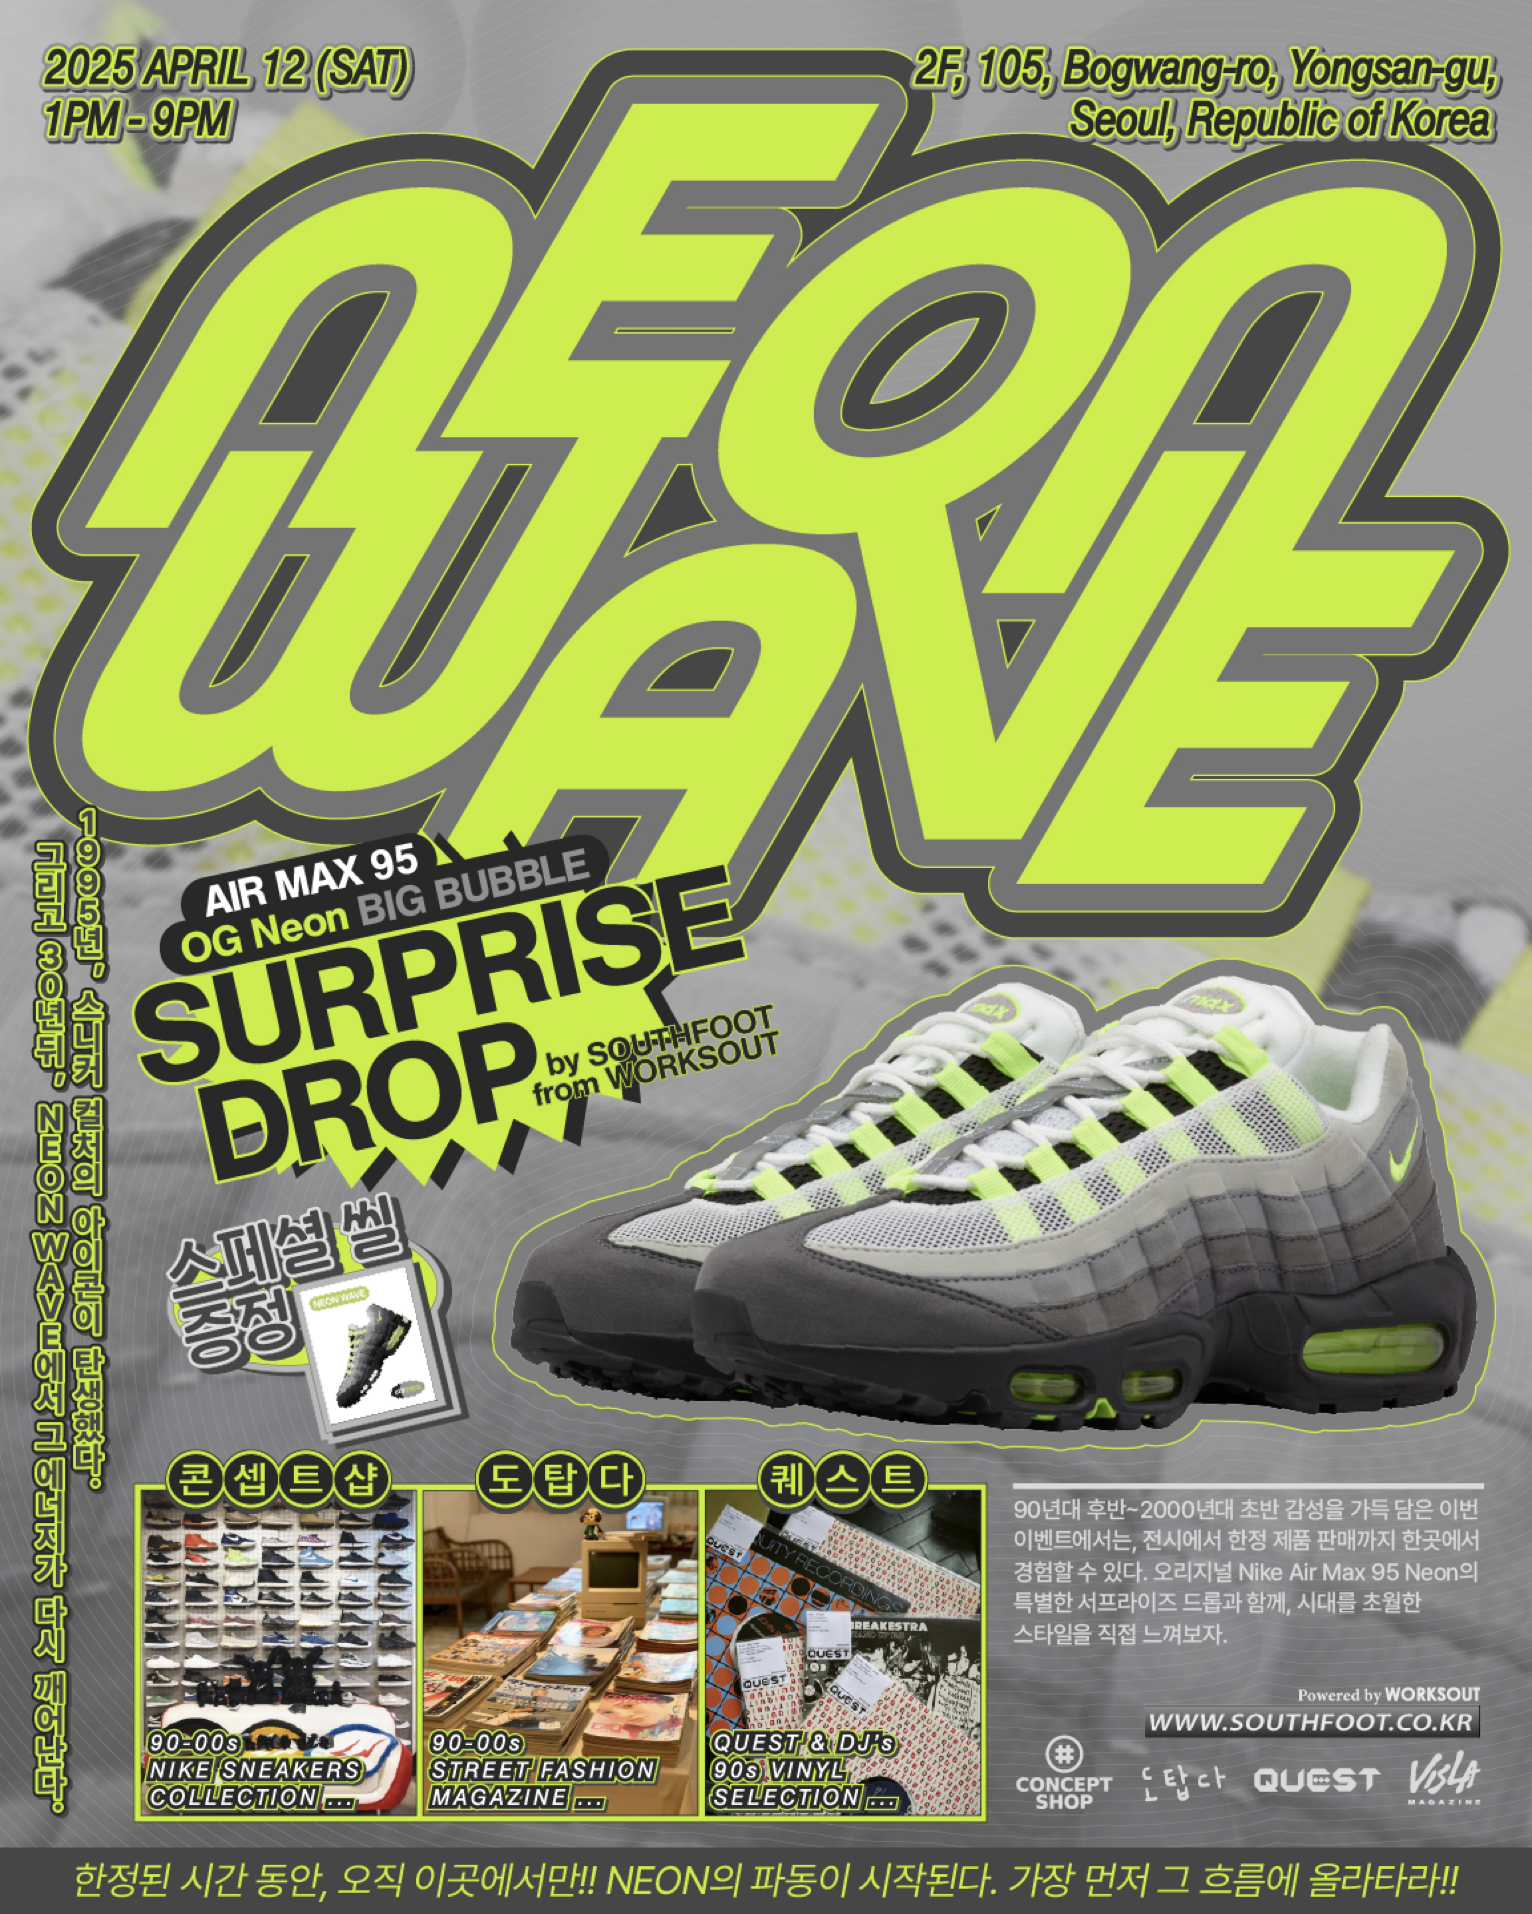 2025 APRIL 12 (SAT)
1PM - 9PM
2F, 105, Bogwang-ro, Yongsan-gu,
Seoul, Republic of Korea
NEON
WAVE
1995년, 스니커 컬처의 아이콘이 탄생했다.
그리고 30년 뒤, NEON WAVE에서 그 에너지가 다시 깨어난다.
AIR MAX 95
OG Neon BIG BUBBLE
SURPRISE
DROP
by SOUTHFOOT
from WORKSOUT
max
max
스페셜 씰
증정
NEON WAVE
콘셉트샵
90-00s
NIKE SNEAKERS
COLLECTION ...
도탑다
90-00s
STREET FASHION
MAGAZINE ...
퀘스트
QUEST
NUITY RECORDINGS
QUEST
BREAKESTRA
QUEST
QUEST
QUEST & DJ's
90s VINYL
SELECTION ...
90년대 후반~2000년대 초반 감성을 가득 담은 이번
이벤트에서는, 전시에서 한정 제품 판매까지 한곳에서
경험할 수 있다. 오리지널 Nike Air Max 95 Neon의
특별한 서프라이즈 드롭과 함께, 시대를 초월한
스타일을 직접 느껴보자.
Powered by WORKSOUT
WWW.SOUTHFOOT.CO.KR
#
CONCEPT
SHOP
도탑다
QUEST
VISLA
MAGAZINE
한정된 시간 동안, 오직 이곳에서만!! NEON의 파동이 시작된다. 가장 먼저 그 흐름에 올라타라!!